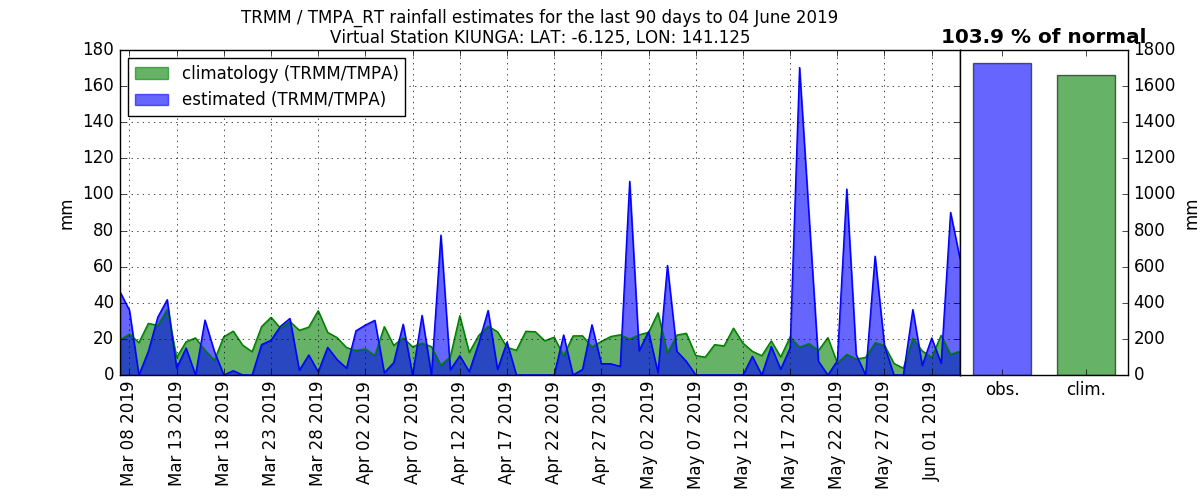 TRMM / TMPA_RT rainfall estimates for the last 90 days to 04 June 2019
Virtual Station KIUNGA: LAT: -6.125, LON: 141.125
103.9 % of normal
climatology (TRMM/TMPA)
estimated (TRMM/TMPA)
mm
180
160
140
120
100
80
60
40
20
0
1800
1600
1400
1200
1000
800
600
400
200
0
mm
Mar 08 2019
Mar 13 2019
Mar 18 2019
Mar 23 2019
Mar 28 2019
Apr 02 2019
Apr 07 2019
Apr 12 2019
Apr 17 2019
Apr 22 2019
Apr 27 2019
May 02 2019
May 07 2019
May 12 2019
May 17 2019
May 22 2019
May 27 2019
Jun 01 2019
obs.
clim.